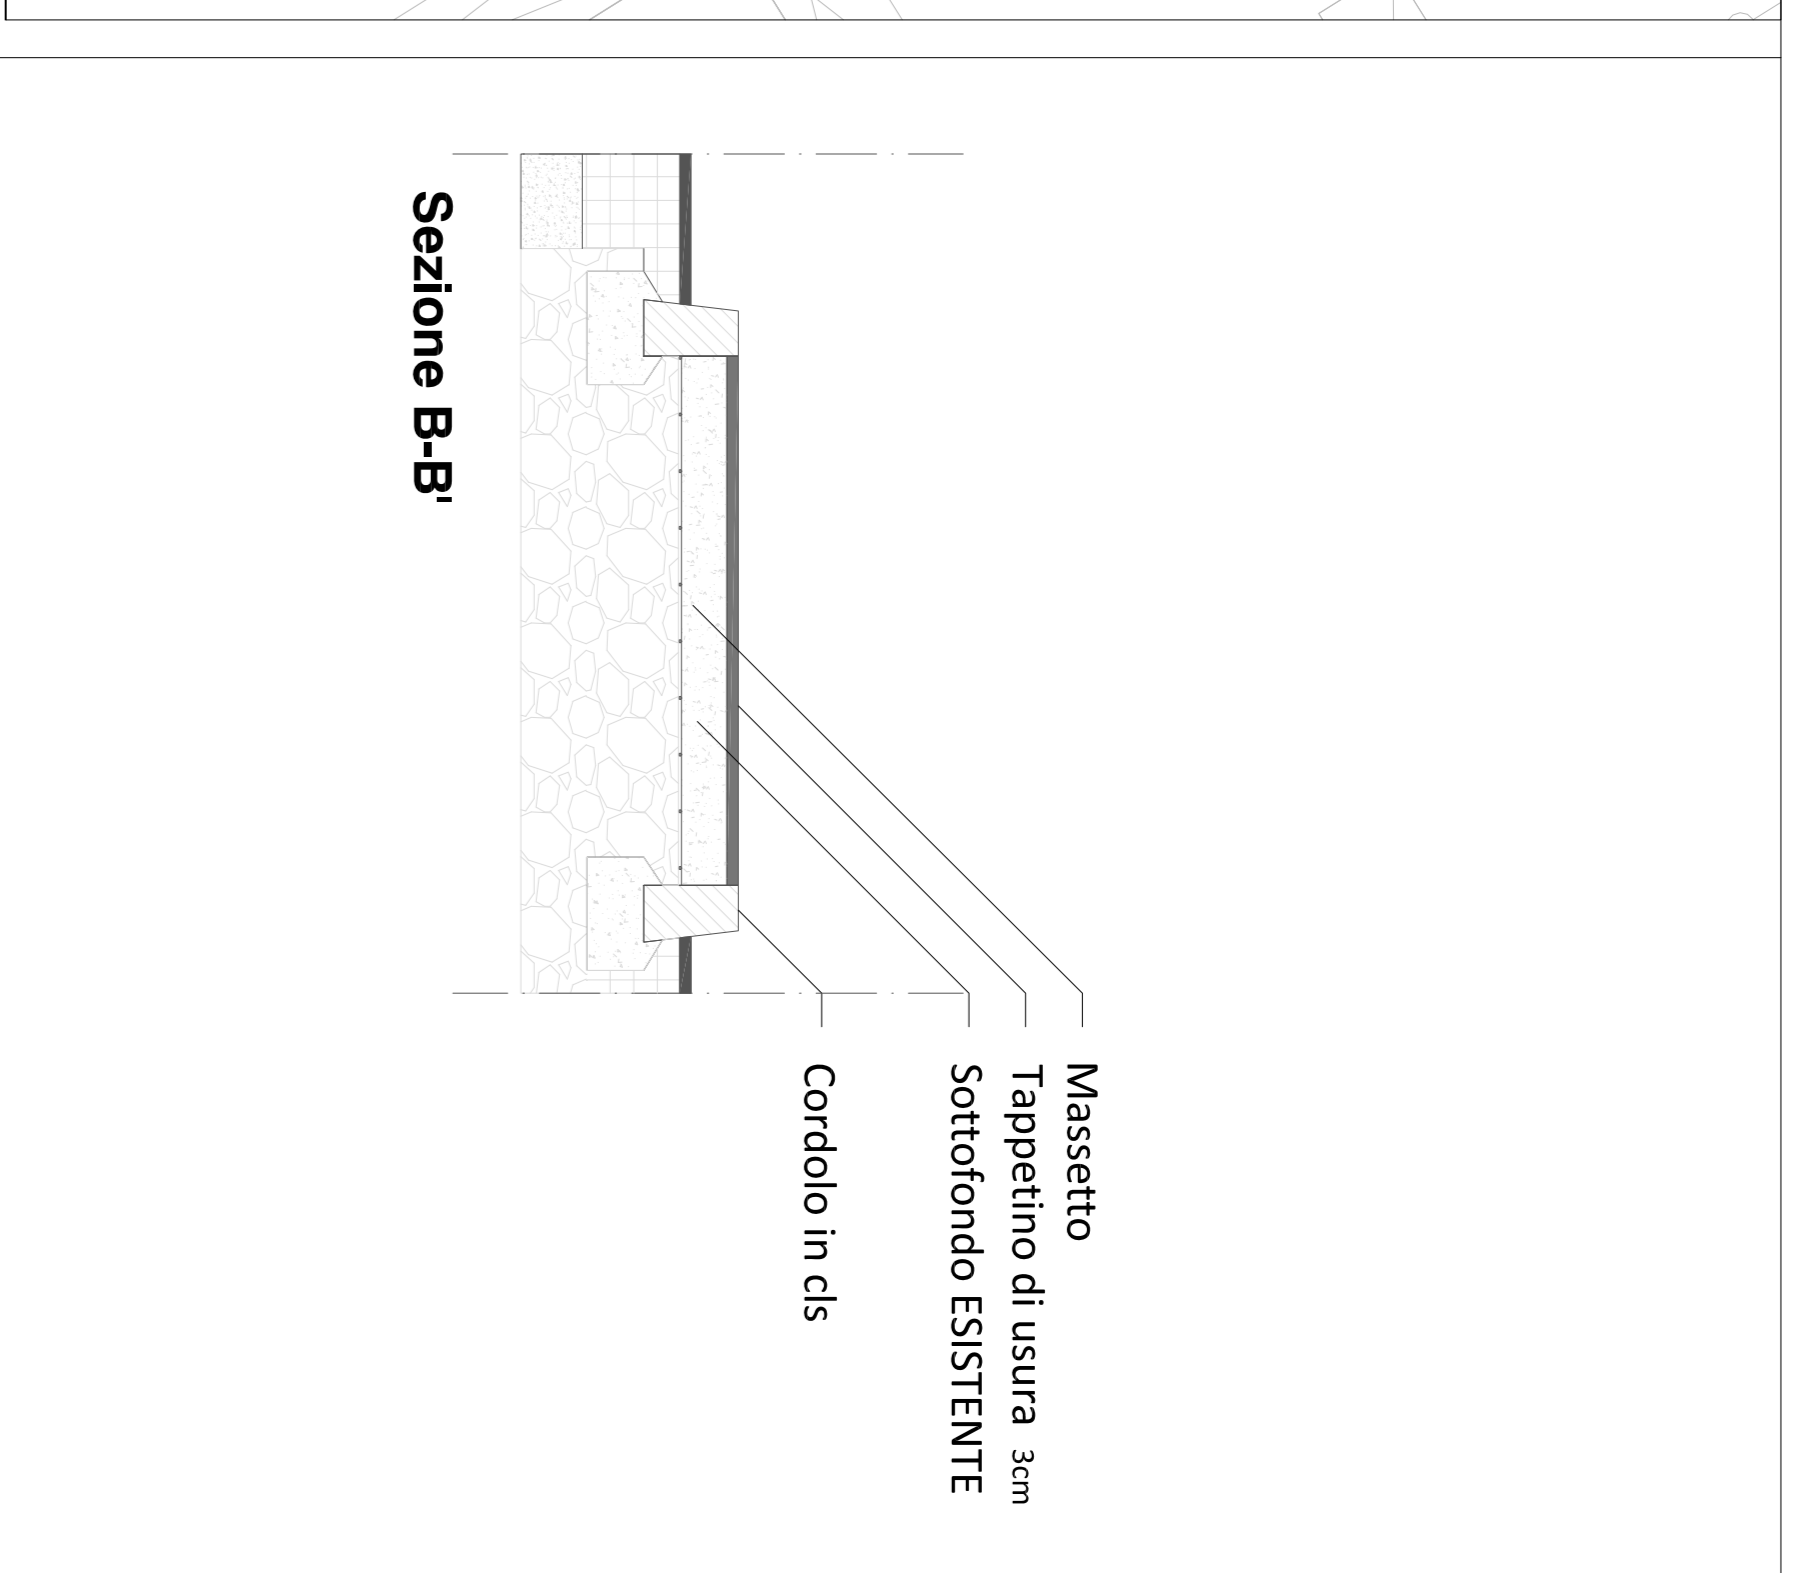 Massetto
Tappetino di usura 3cm
Sottofondo ESISTENTE
Cordolo in cls
Sezione B-B'